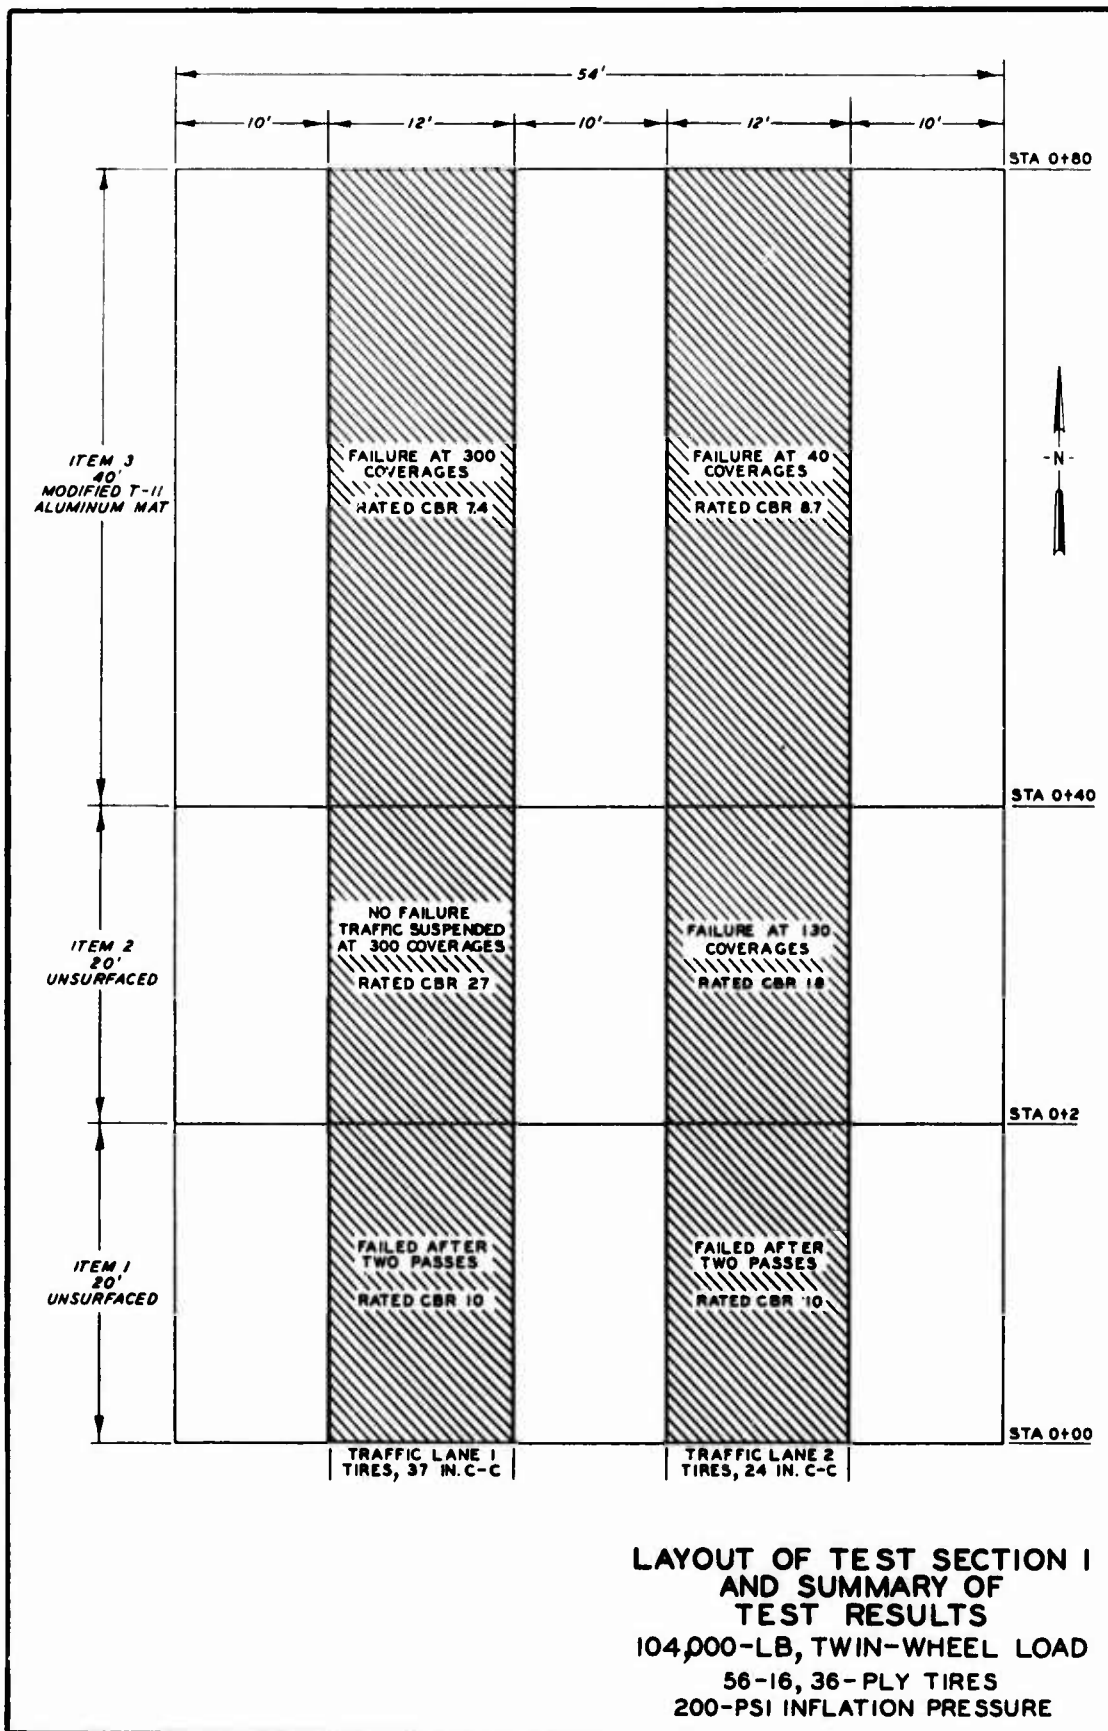 54'
10'
12'
10'
12'
10'
STA 0+80
ITEM 3
40'
MODIFIED T-11
ALUMINUM MAT
FAILURE AT 300
COVERAGES
RATED CBR 7.4
FAILURE AT 40
COVERAGES
RATED CBR 8.7
-N-
STA 0+40
ITEM 2
20'
UNSURFACED
NO FAILURE
TRAFFIC SUSPENDED
AT 300 COVERAGES
RATED CBR 27
FAILURE AT 130
COVERAGES
RATED CBR 18
STA 0+2
ITEM 1
20'
UNSURFACED
FAILED AFTER
TWO PASSES
RATED CBR 10
FAILED AFTER
TWO PASSES
RATED CBR 10
STA 0+00
TRAFFIC LANE 1
TIRES, 37 IN. C-C
TRAFFIC LANE 2
TIRES, 24 IN. C-C
LAYOUT OF TEST SECTION 1
AND SUMMARY OF
TEST RESULTS
104,000-LB, TWIN-WHEEL LOAD
56-16, 36-PLY TIRES
200-PSI INFLATION PRESSURE